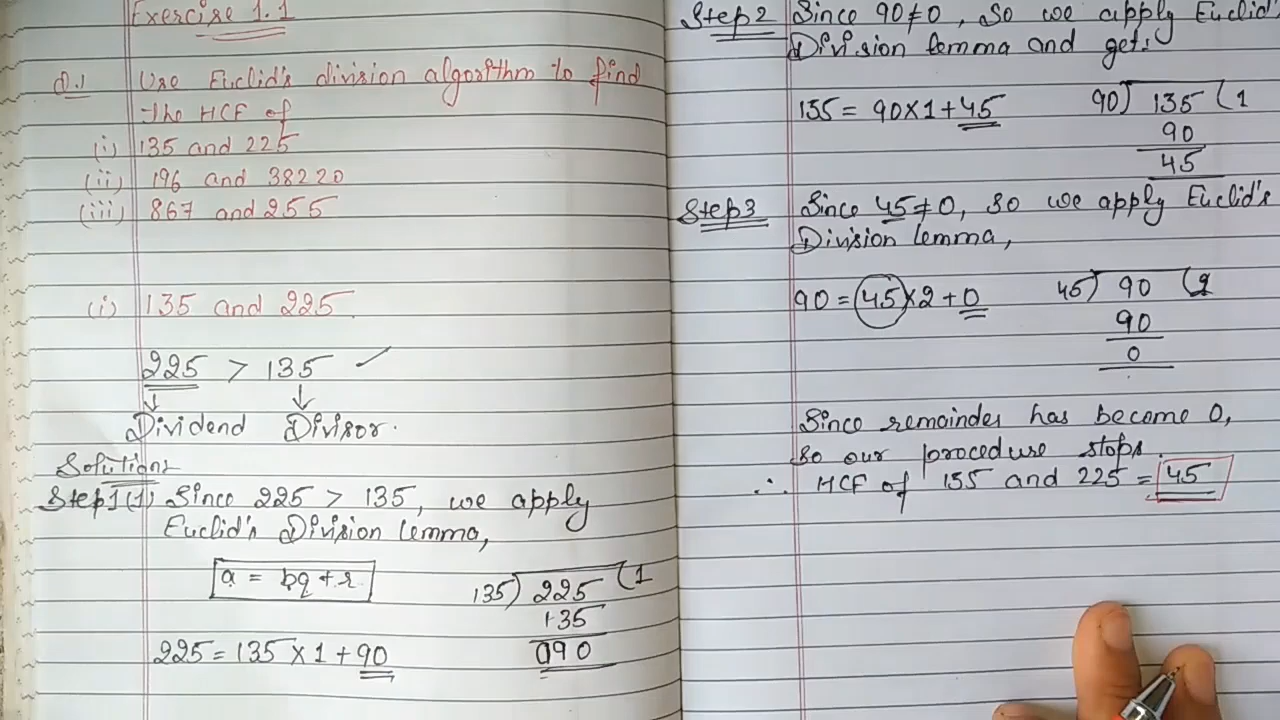 Exercise 1.1
Q.1 Use Euclid's division algorithm to find
the HCF of
(i) 135 and 225
(ii) 196 and 38220
(iii) 867 and 255
(i) 135 and 225.
225 > 135 ✓
↓ ↓
Dividend Divisor.
Solution:
Step1 (1) Since 225 > 135, we apply
Euclid's Division lemma,
a = bq + r
135) 225 (1
135
090
225 = 135 × 1 + 90
Step2 Since 90 ≠ 0, So we apply Euclid's
Division lemma and get:
135 = 90×1 + 45
90) 135 (1
90
45
Step3 Since 45 ≠ 0, so we apply Euclid's
Division lemma,
90 = 45 × 2 + 0
45) 90 (2
90
0
Since remainder has become 0,
so our procedure stops.
∴ HCF of 135 and 225 = 45